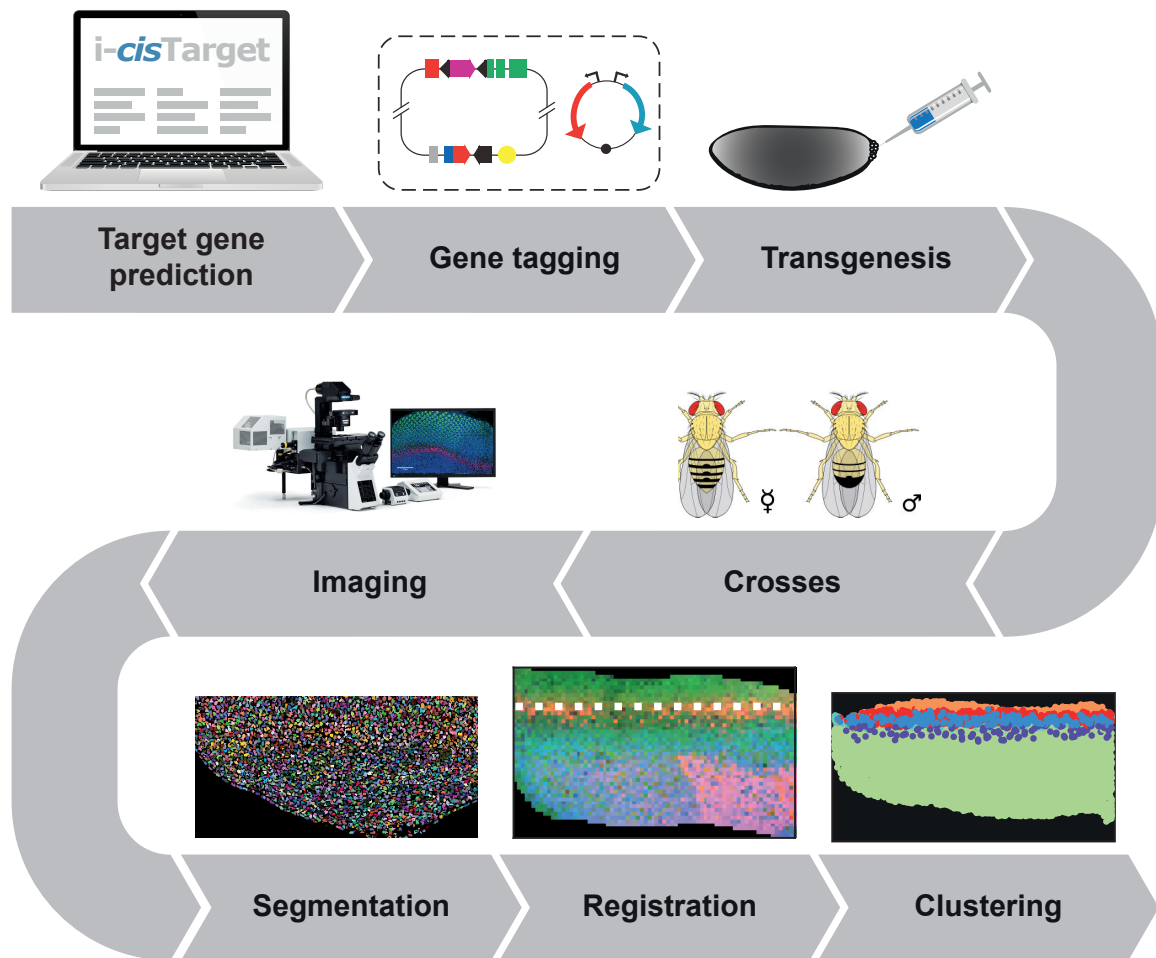 i-cisTarget
Target gene
prediction
Gene tagging
Transgenesis
☿
♂
Imaging
Crosses
Segmentation
Registration
Clustering